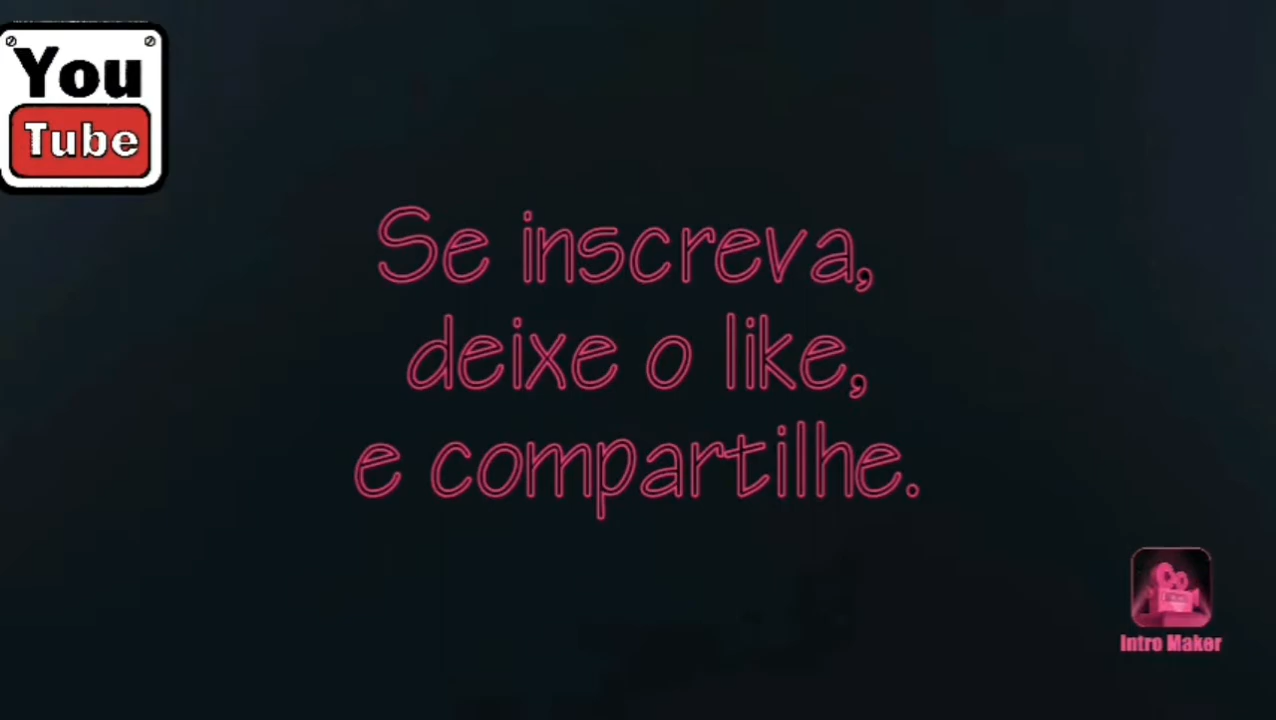 You
Tube
Se inscreva,
deixe o like,
e compartilhe.
Intro Maker